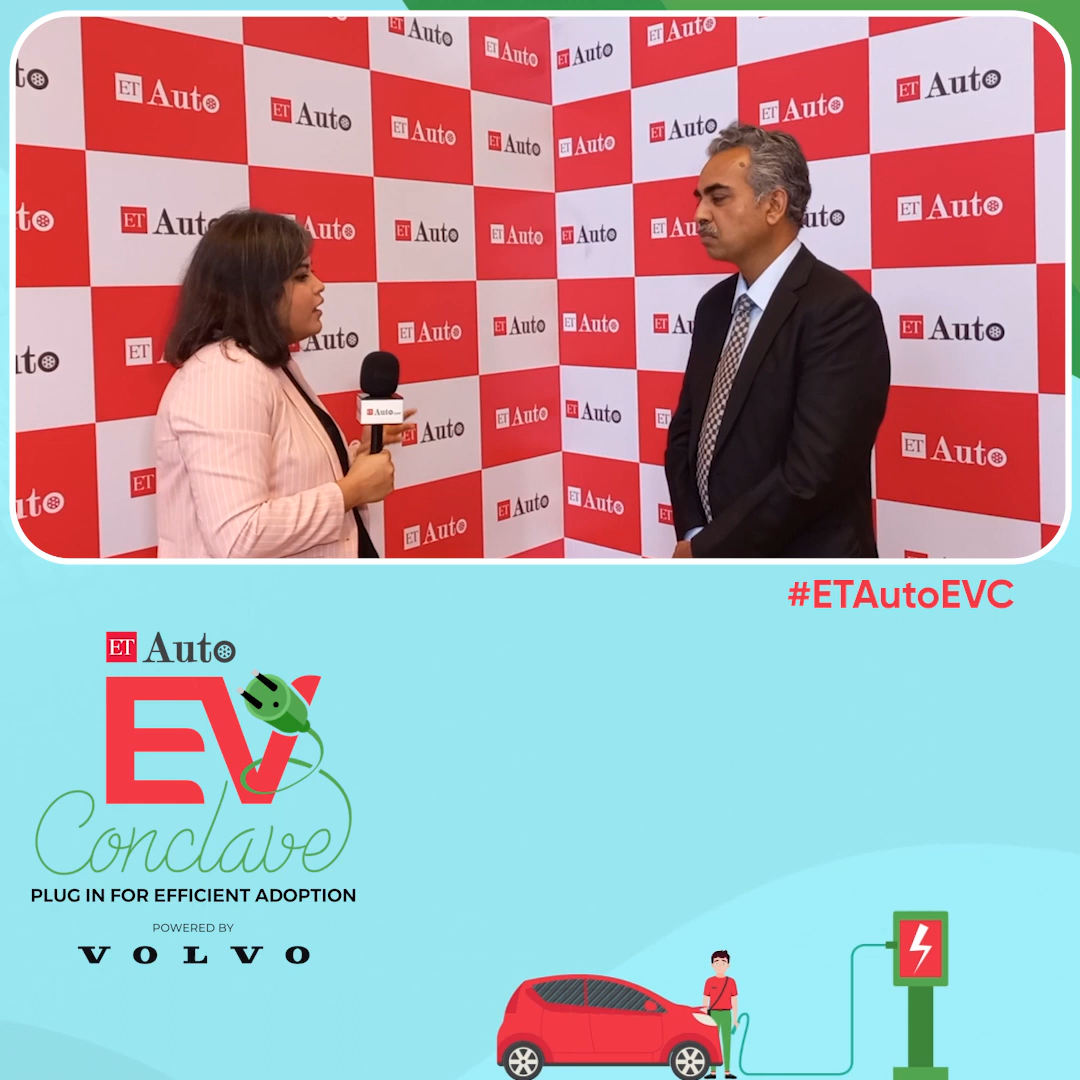 ET Auto
#ETAutoEVC
ET Auto
EV
Conclave
PLUG IN FOR EFFICIENT ADOPTION
POWERED BY
VOLVO